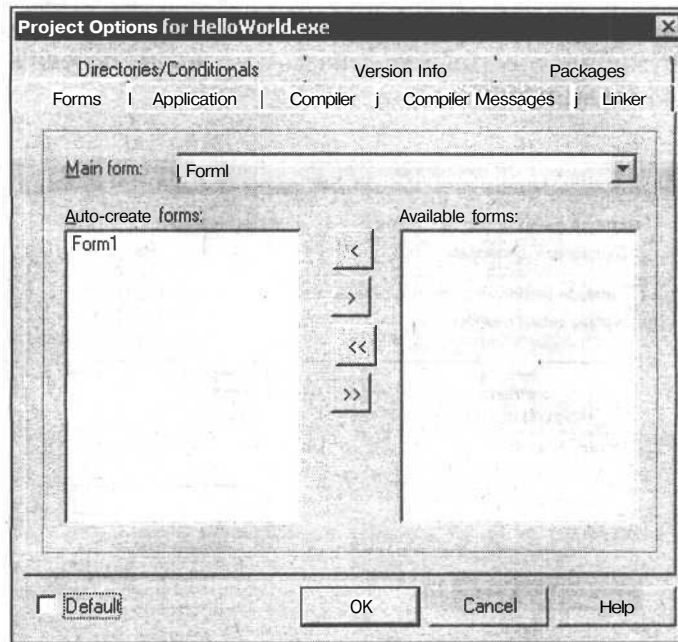 Project Options for HelloWorld.exe
Directories/Conditionals Version Info Packages
Forms | Application | Compiler j Compiler Messages j Linker
Main form: | Forml
Auto-create forms: Available forms:
Form1
<
>
<<
>>
Default OK Cancel Help